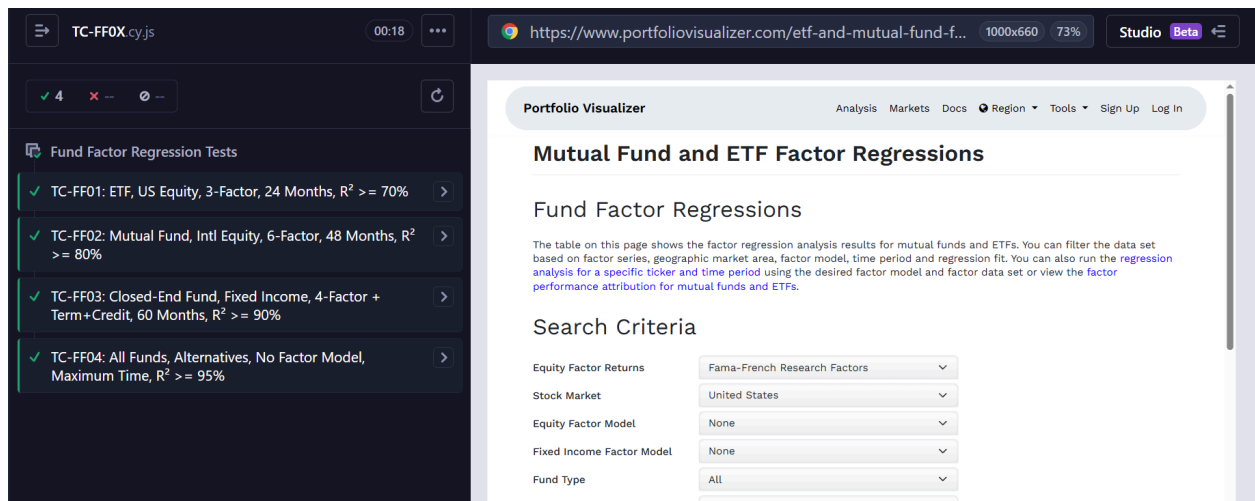 TC-FF0X.cy.js
00:18
4
--
--
Fund Factor Regression Tests
TC-FF01: ETF, US Equity, 3-Factor, 24 Months, R² >= 70%
TC-FF02: Mutual Fund, Intl Equity, 6-Factor, 48 Months, R²
>= 80%
TC-FF03: Closed-End Fund, Fixed Income, 4-Factor +
Term+Credit, 60 Months, R² >= 90%
TC-FF04: All Funds, Alternatives, No Factor Model,
Maximum Time, R² >= 95%
https://www.portfoliovisualizer.com/etf-and-mutual-fund-f... 1000x660 73%
Studio Beta
Portfolio Visualizer
Analysis Markets Docs Region Tools Sign Up Log In
Mutual Fund and ETF Factor Regressions
Fund Factor Regressions
The table on this page shows the factor regression analysis results for mutual funds and ETFs. You can filter the data set
based on factor series, geographic market area, factor model, time period and regression fit. You can also run the regression
analysis for a specific ticker and time period using the desired factor model and factor data set or view the factor
performance attribution for mutual funds and ETFs.
Search Criteria
Equity Factor Returns Fama-French Research Factors
Stock Market United States
Equity Factor Model None
Fixed Income Factor Model None
Fund Type All